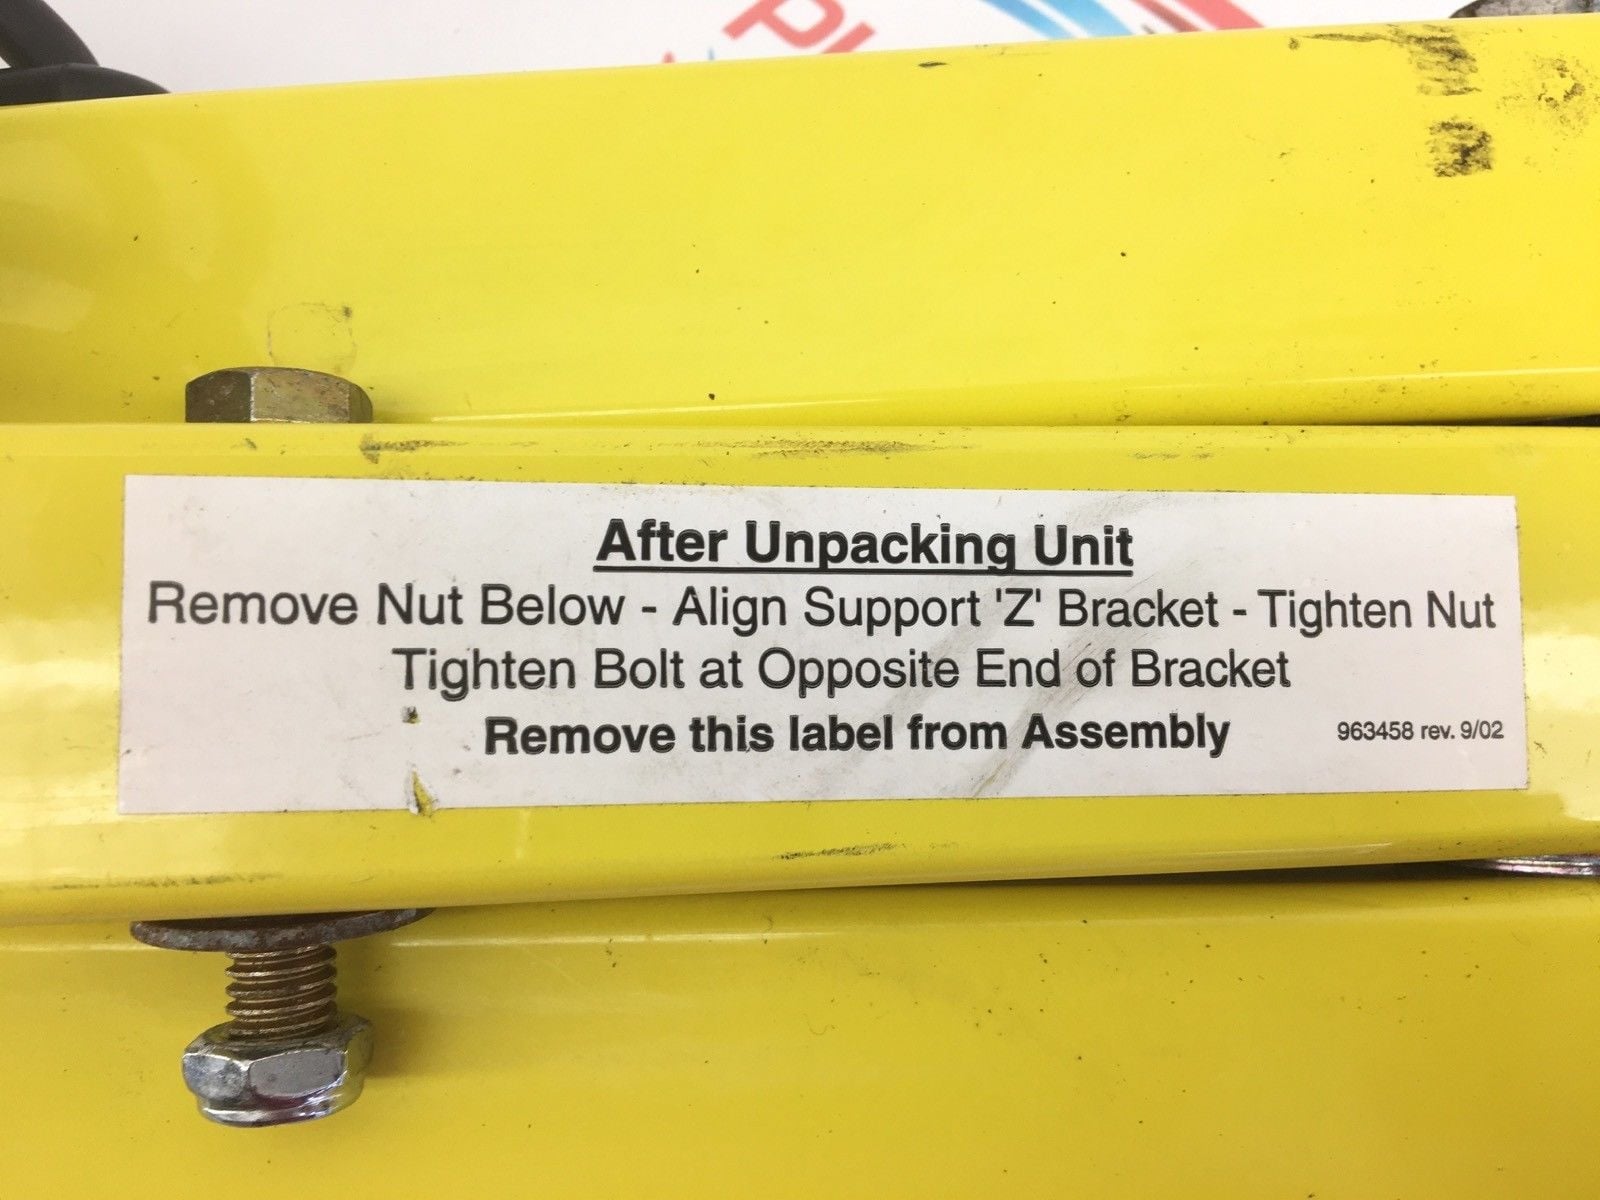 After Unpacking Unit
Remove Nut Below - Align Support 'Z' Bracket - Tighten Nut
Tighten Bolt at Opposite End of Bracket
Remove this label from Assembly
963458 rev. 9/02